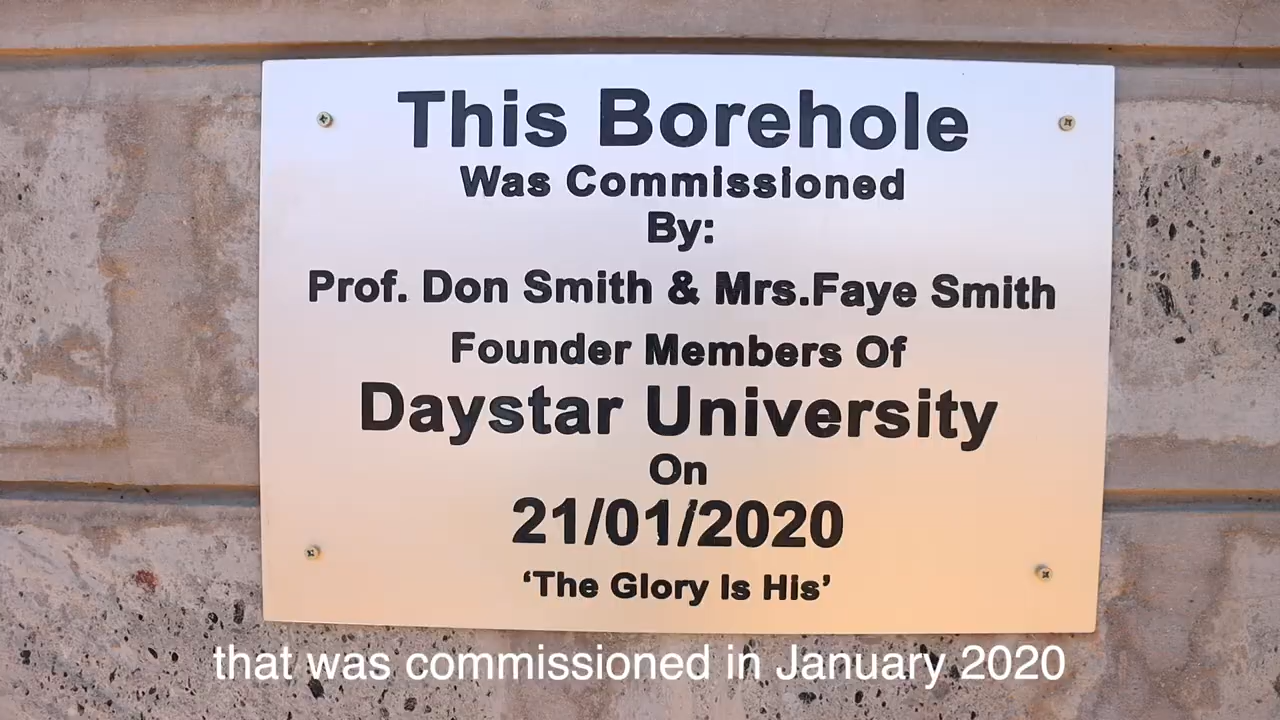 This Borehole
Was Commissioned
By:
Prof. Don Smith & Mrs.Faye Smith
Founder Members Of
Daystar University
On
21/01/2020
‘The Glory Is His’
that was commissioned in January 2020